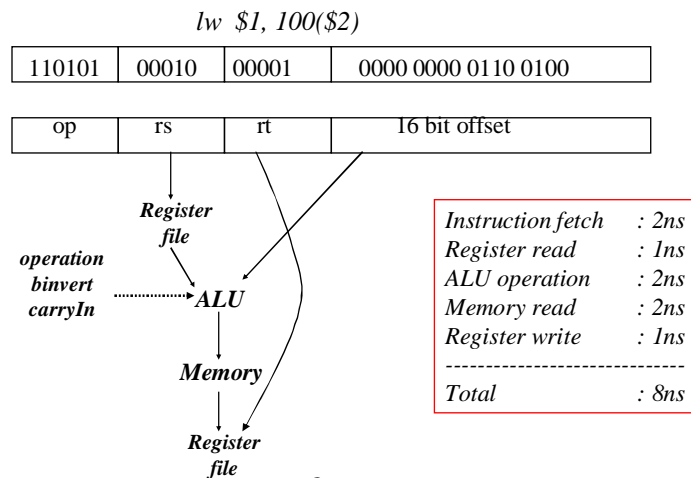 lw $1, 100($2)
110101 00010 00001 0000 0000 0110 0100
op rs rt 16 bit offset
Register
file
operation
binvert
carryIn
ALU
Memory
Register
file
Instruction fetch : 2ns
Register read : 1ns
ALU operation : 2ns
Memory read : 2ns
Register write : 1ns
-----------------------------
Total : 8ns